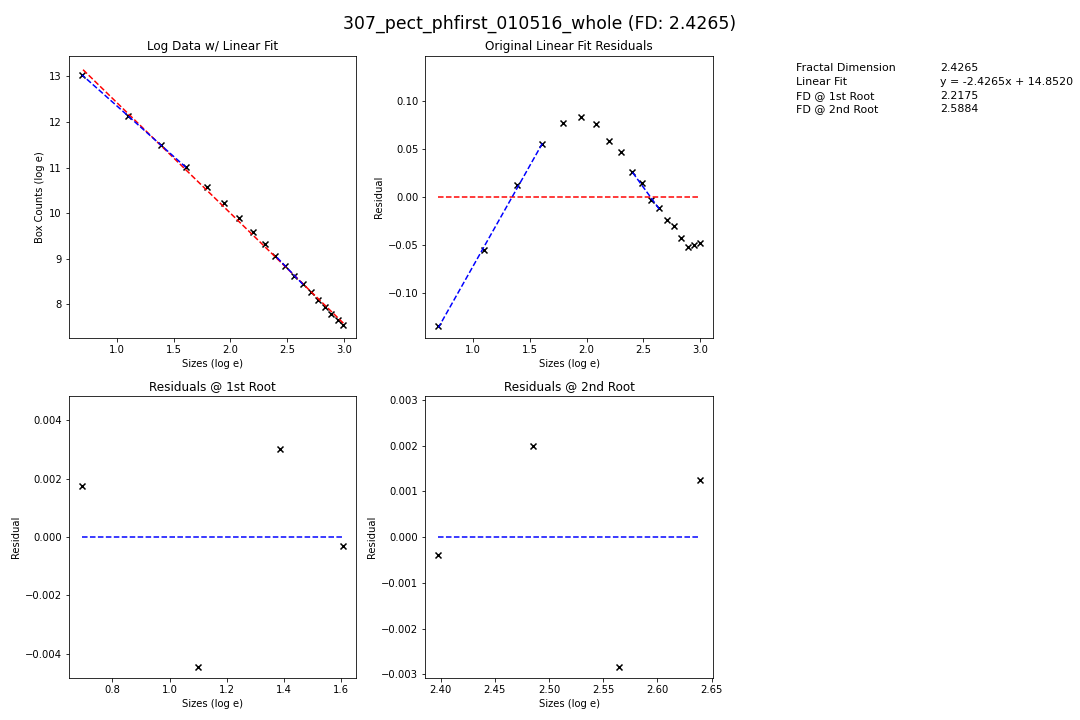 307_pect_phfirst_010516_whole (FD: 2.4265)
Log Data w/ Linear Fit
13
12
11
10
9
8
Box Counts (log e)
1.0 1.5 2.0 2.5 3.0
Sizes (log e)
Original Linear Fit Residuals
0.10
0.05
0.00
−0.05
−0.10
Residual
1.0 1.5 2.0 2.5 3.0
Sizes (log e)
Fractal Dimension 2.4265
Linear Fit y = -2.4265x + 14.8520
FD @ 1st Root 2.2175
FD @ 2nd Root 2.5884
Residuals @ 1st Root
0.004
0.002
0.000
−0.002
−0.004
Residual
0.8 1.0 1.2 1.4 1.6
Sizes (log e)
Residuals @ 2nd Root
0.003
0.002
0.001
0.000
−0.001
−0.002
−0.003
Residual
2.40 2.45 2.50 2.55 2.60 2.65
Sizes (log e)